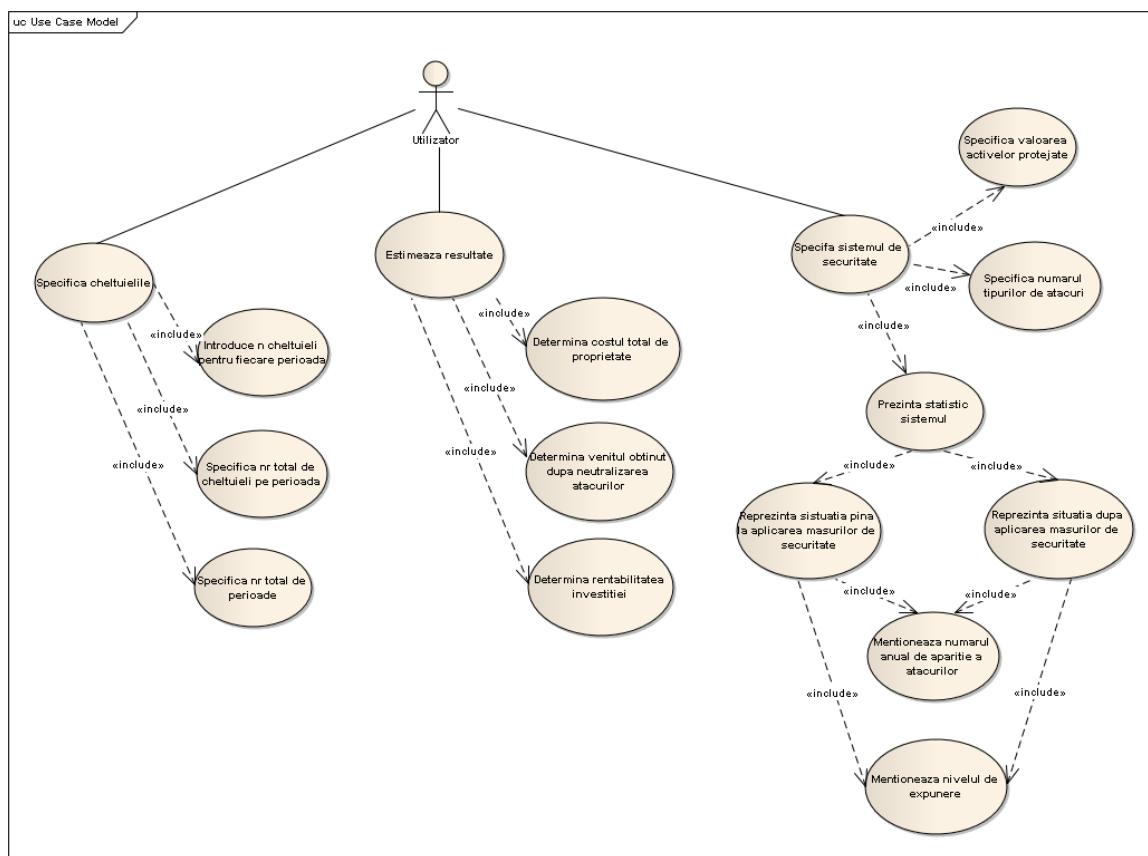 uc Use Case Model
Utilizator
Specifica valoarea
activelor protejate
«include»
Specifa sistemul de
securitate
«include»
Specifica numarul
tipurilor de atacuri
Estimeaza resultate
Specifica cheltuielile
«include»
«include»
«include»
Introduce n cheltuieli
pentru fiecare perioada
Determina costul total de
proprietate
«include»
«include»
Prezinta statistic
sistemul
«include»
«include»
«include»
«include»
Specifica nr total de
cheltuieli pe perioada
Determina venitul obtinut
dupa neutralizarea
atacurilor
Reprezinta sistuatia pina
la aplicarea masurilor de
securitate
Reprezinta situatia dupa
aplicarea masurilor de
securitate
Specifica nr total de
perioade
Determina rentabilitatea
investitiei
«include»
«include»
Mentioneaza numarul
anual de aparitie a
atacurilor
«include»
«include»
Mentioneaza nivelul de
expunere